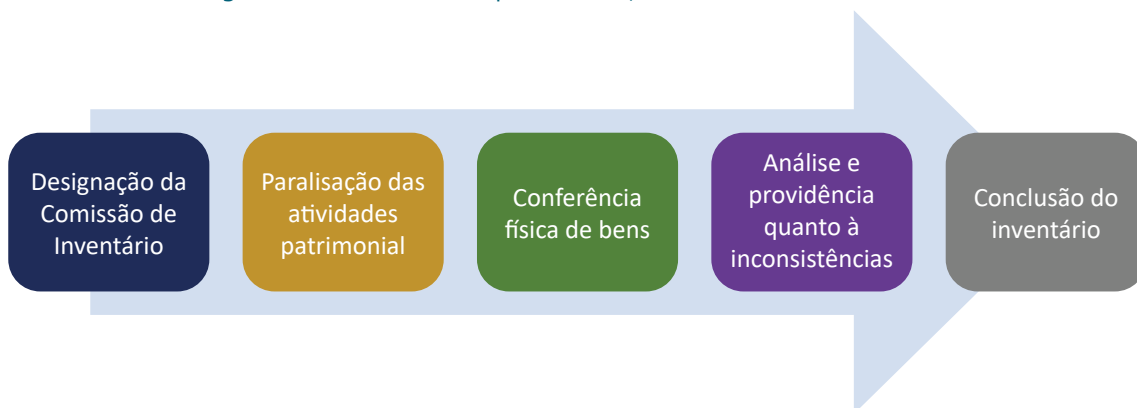 Designação da
Comissão de
Inventário
Paralisação das
atividades
patrimonial
Conferência
física de bens
Análise e
providência
quanto à
inconsistências
Conclusão do
inventário